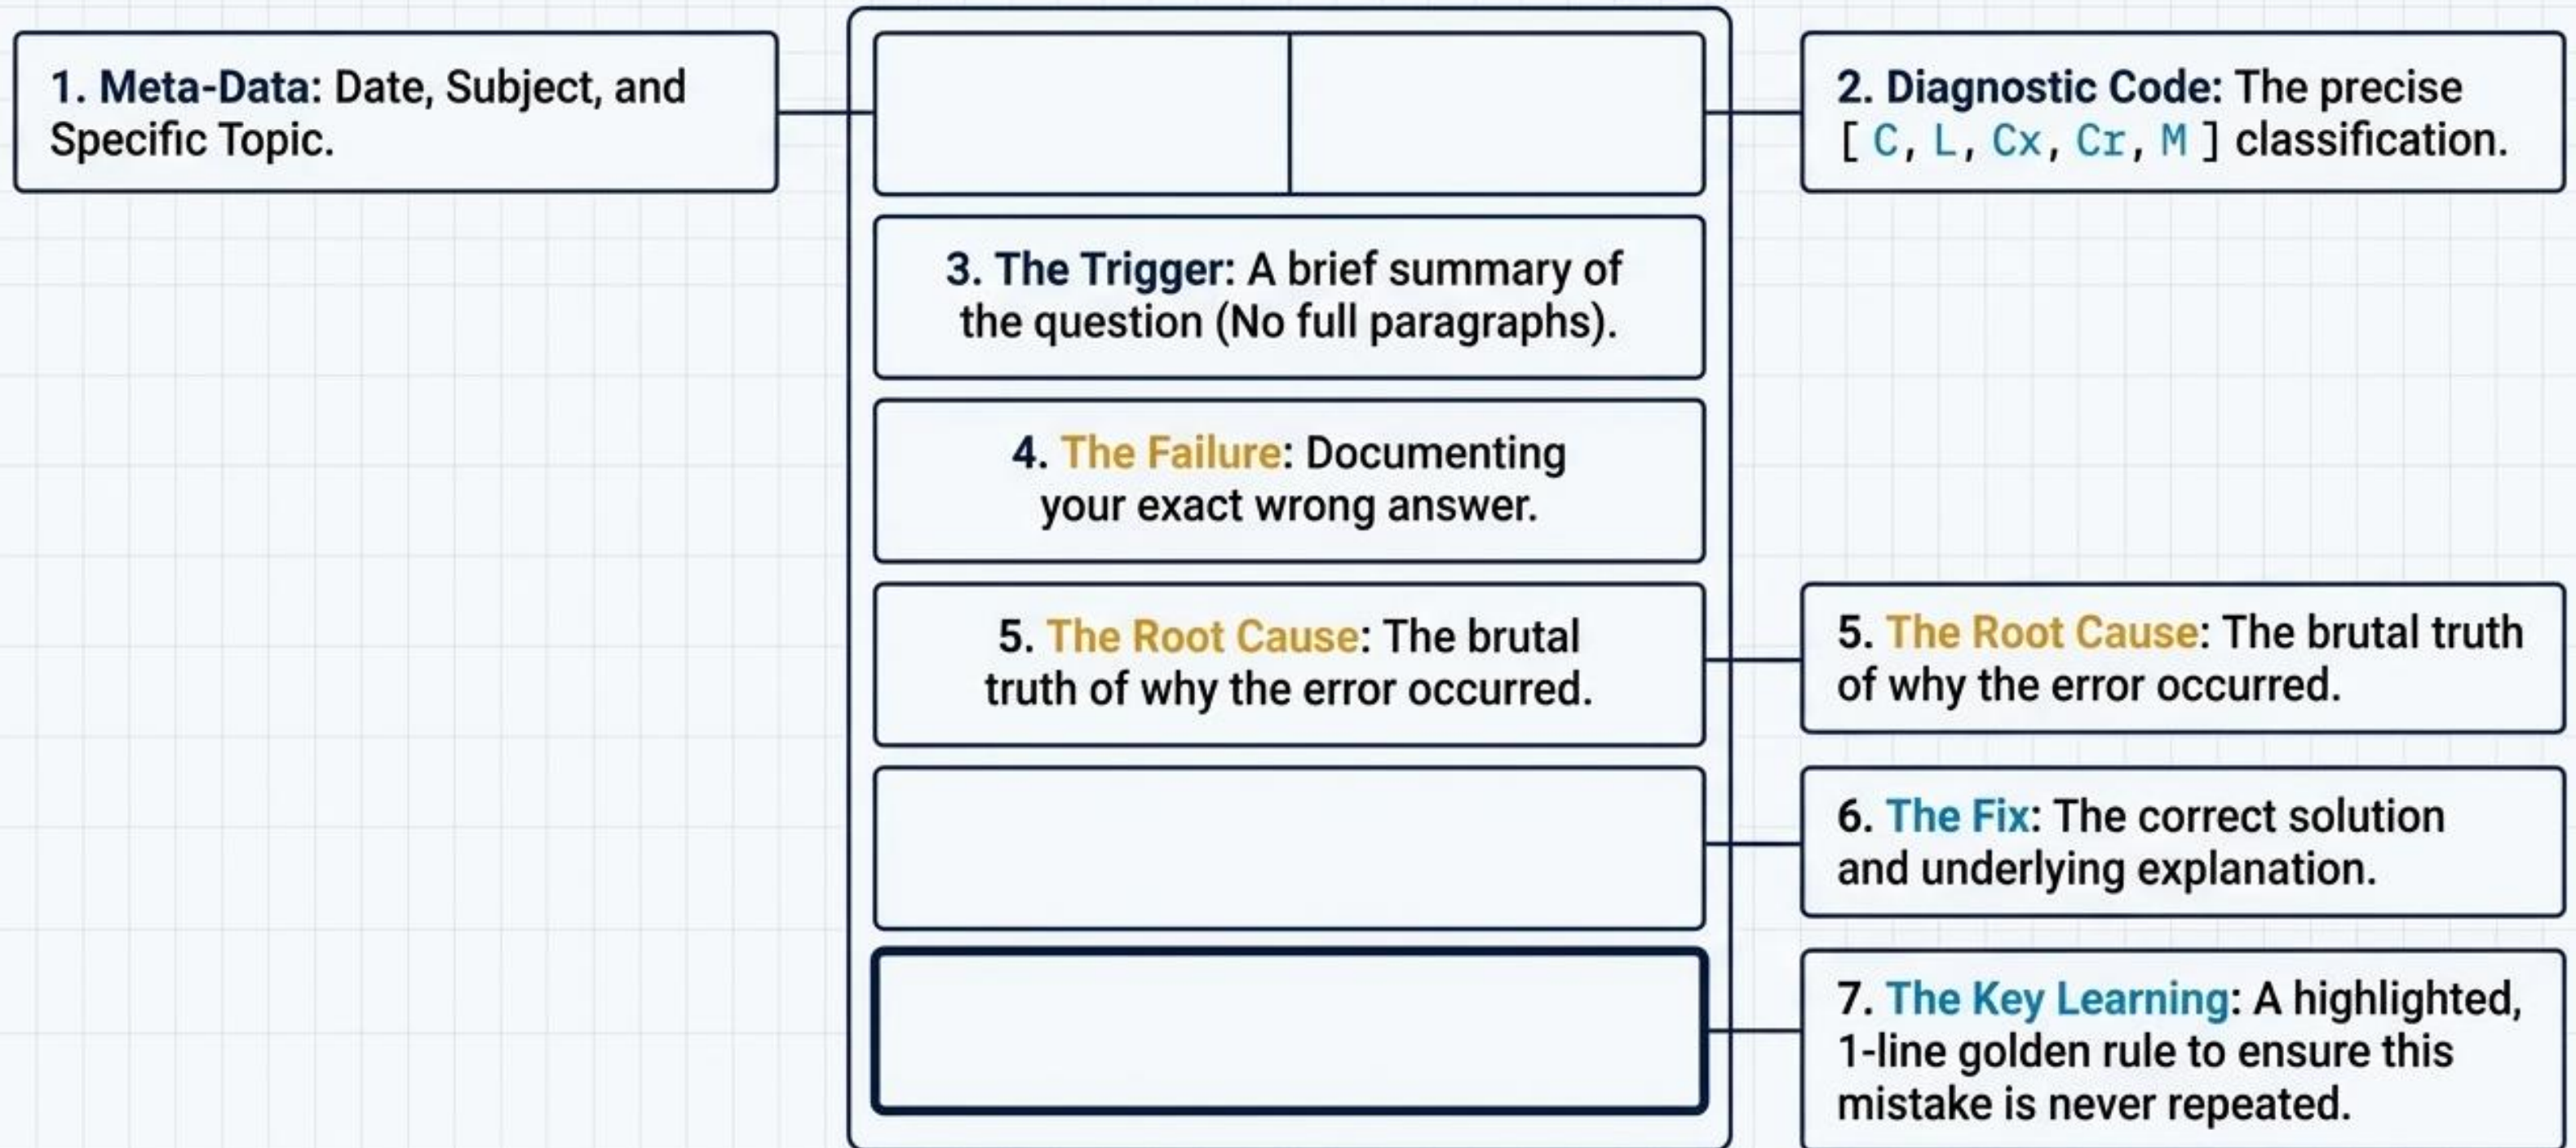 1. Meta-Data: Date, Subject, and
Specific Topic.
2. Diagnostic Code: The precise
[ C, L, Cx, Cr, M ] classification.
3. The Trigger: A brief summary of
the question (No full paragraphs).
4. The Failure: Documenting
your exact wrong answer.
5. The Root Cause: The brutal
truth of why the error occurred.
5. The Root Cause: The brutal truth
of why the error occurred.
6. The Fix: The correct solution
and underlying explanation.
7. The Key Learning: A highlighted,
1-line golden rule to ensure this
mistake is never repeated.